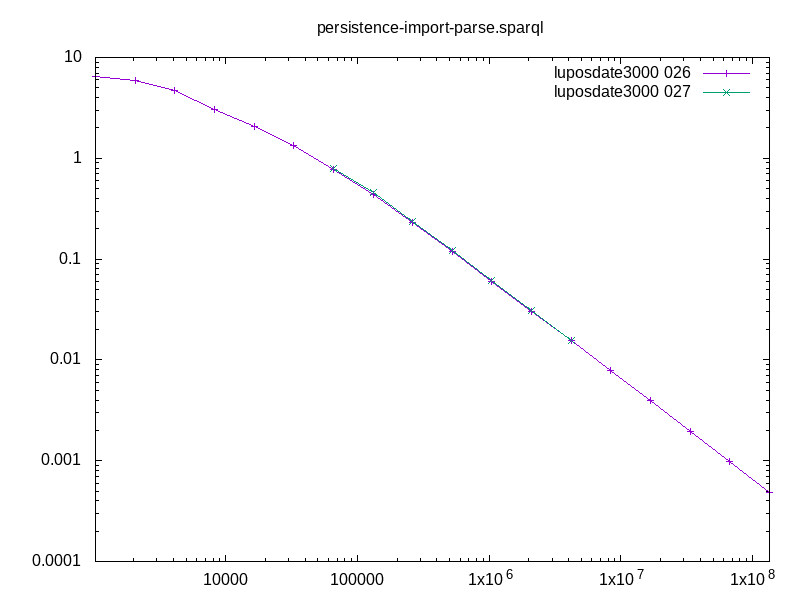 persistence-import-parse.sparql
luposdate3000 026
luposdate3000 027
10
1
0.1
0.01
0.001
0.0001
10000 100000 1x10^6 1x10^7 1x10^8